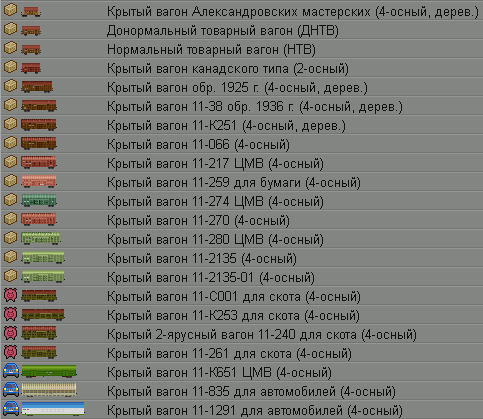 Крытый вагон Александровских мастерских (4-осный, дерев.)
Донормальный товарный вагон (ДНТВ)
Нормальный товарный вагон (НТВ)
Крытый вагон канадского типа (2-осный)
Крытый вагон обр. 1925 г. (4-осный, дерев.)
Крытый вагон 11-38 обр. 1936 г. (4-осный, дерев.)
Крытый вагон 11-К251 (4-осный, дерев.)
Крытый вагон 11-066 (4-осный)
Крытый вагон 11-217 ЦМВ (4-осный)
Крытый вагон 11-259 для бумаги (4-осный)
Крытый вагон 11-274 ЦМВ (4-осный)
Крытый вагон 11-270 (4-осный)
Крытый вагон 11-280 ЦМВ (4-осный)
Крытый вагон 11-2135 (4-осный)
Крытый вагон 11-2135-01 (4-осный)
Крытый вагон 11-С001 для скота (4-осный)
Крытый вагон 11-К253 для скота (4-осный)
Крытый 2-ярусный вагон 11-240 для скота (4-осный)
Крытый вагон 11-261 для скота (4-осный)
Крытый вагон 11-К651 ЦМВ (4-осный)
Крытый вагон 11-835 для автомобилей (4-осный)
Крытый вагон 11-1291 для автомобилей (4-осный)